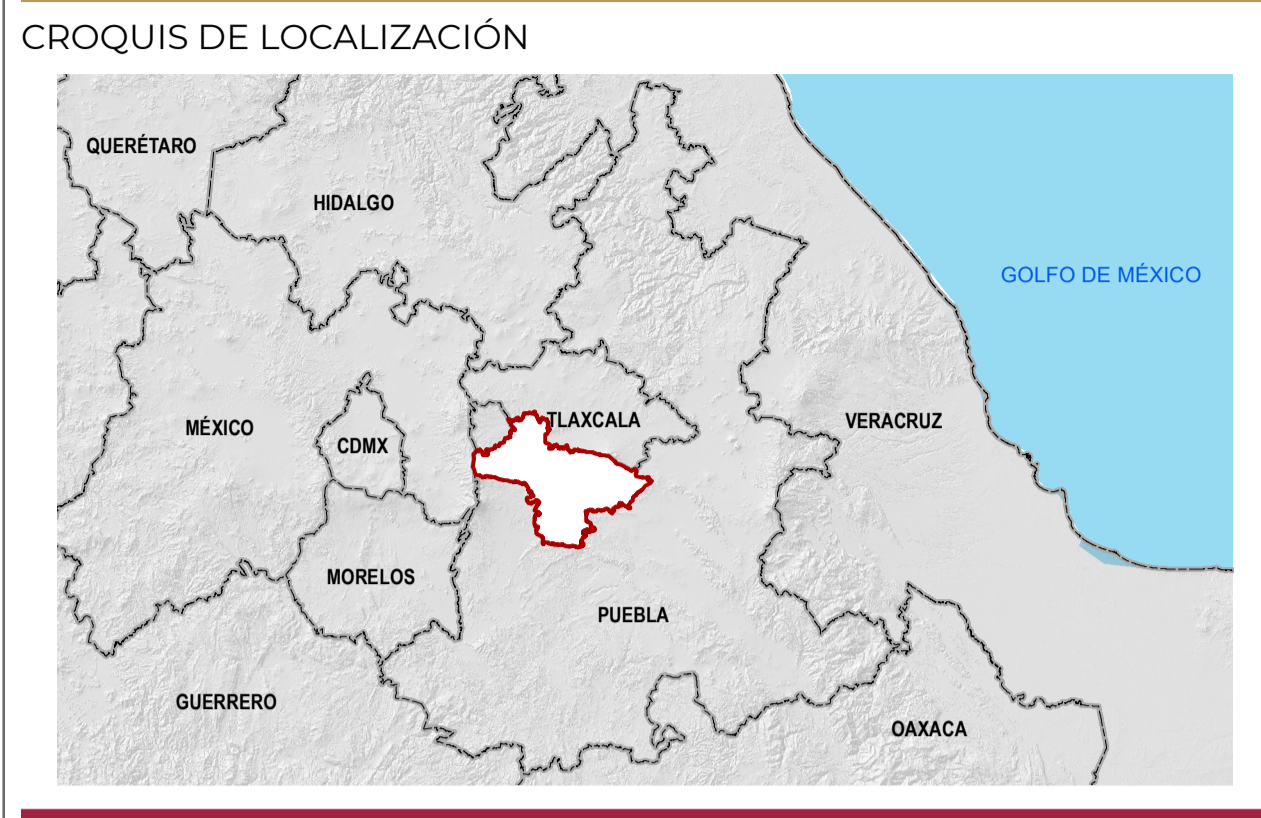 CROQUIS DE LOCALIZACIÓN
QUERÉTARO
HIDALGO
GOLFO DE MÉXICO
MÉXICO
CDMX
TLAXCALA
VERACRUZ
MORELOS
PUEBLA
GUERRERO
OAXACA